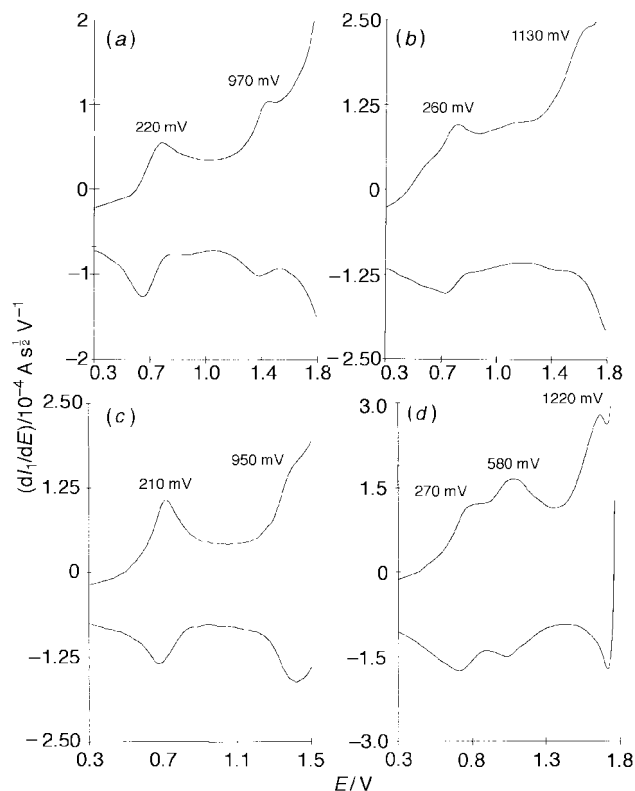 (a)
2
1
0
−1
−2
220 mV
970 mV
0.3 0.7 1.0 1.4 1.8
(b)
2.50
1.25
0
−1.25
−2.50
260 mV
1130 mV
0.3 0.7 1.0 1.4 1.8
(dI₁/dE)/10⁻⁴ A s^½ V⁻¹
(c)
2.50
1.25
0
−1.25
−2.50
210 mV
950 mV
0.3 0.7 1.1 1.5
(d)
3.0
1.5
0
−1.5
−3.0
270 mV
580 mV
1220 mV
0.3 0.8 1.3 1.8
E/V